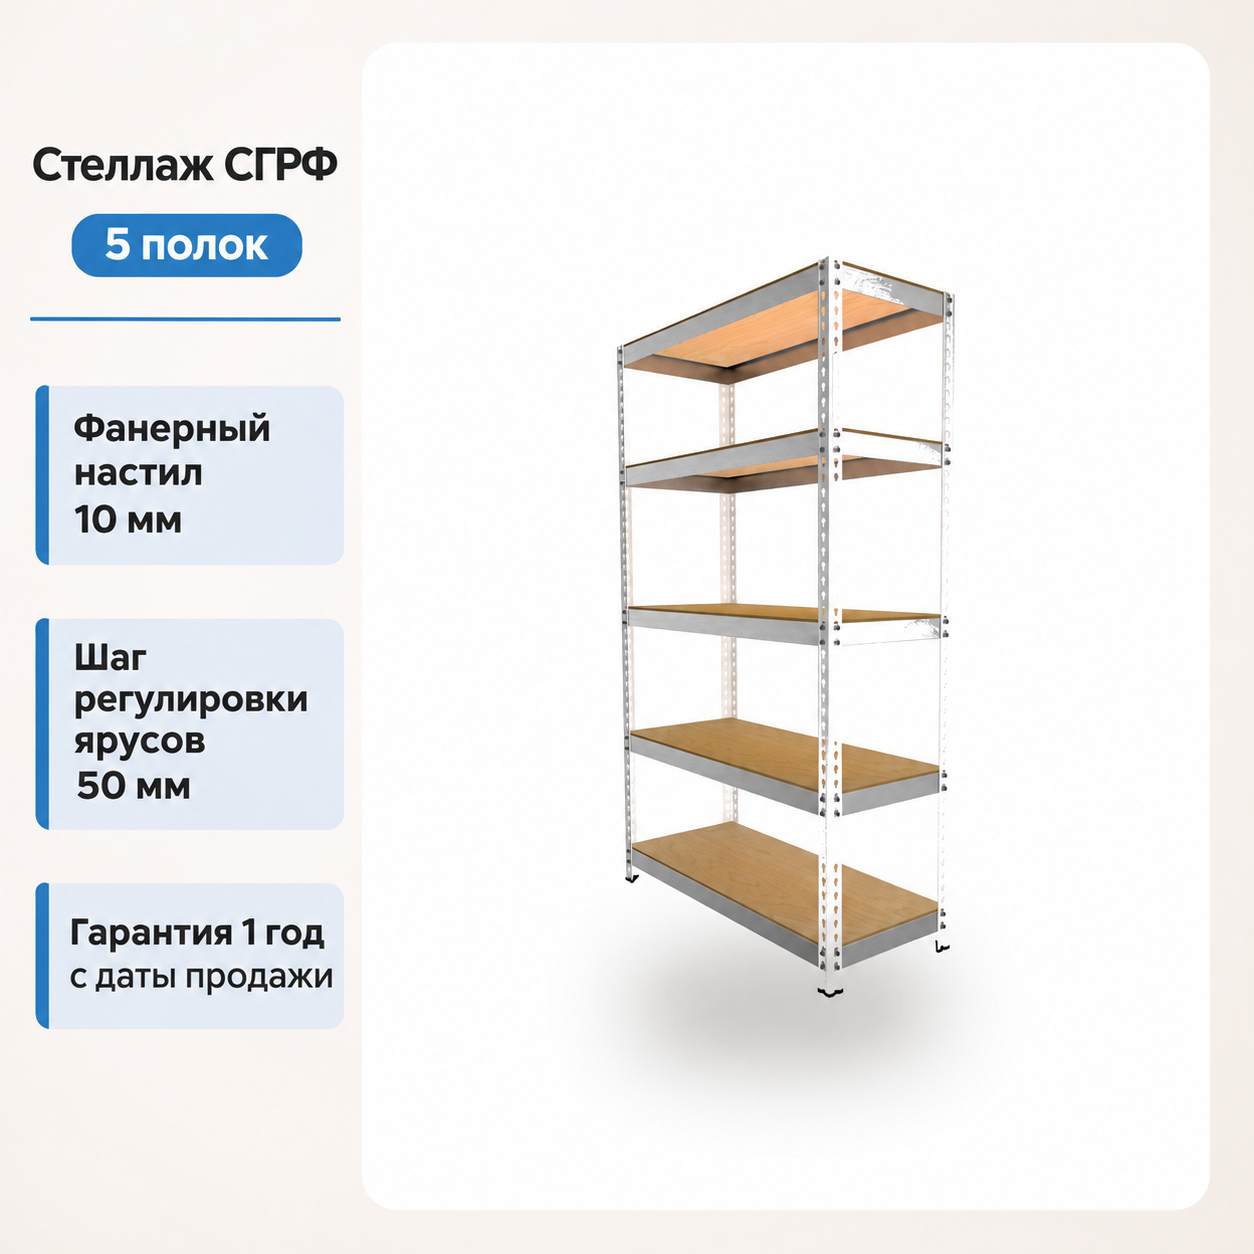 Стеллаж СГРФ
5 полок
Фанерный
настил
10 мм
Шаг
регулировки
ярусов
50 мм
Гарантия 1 год
с даты продажи